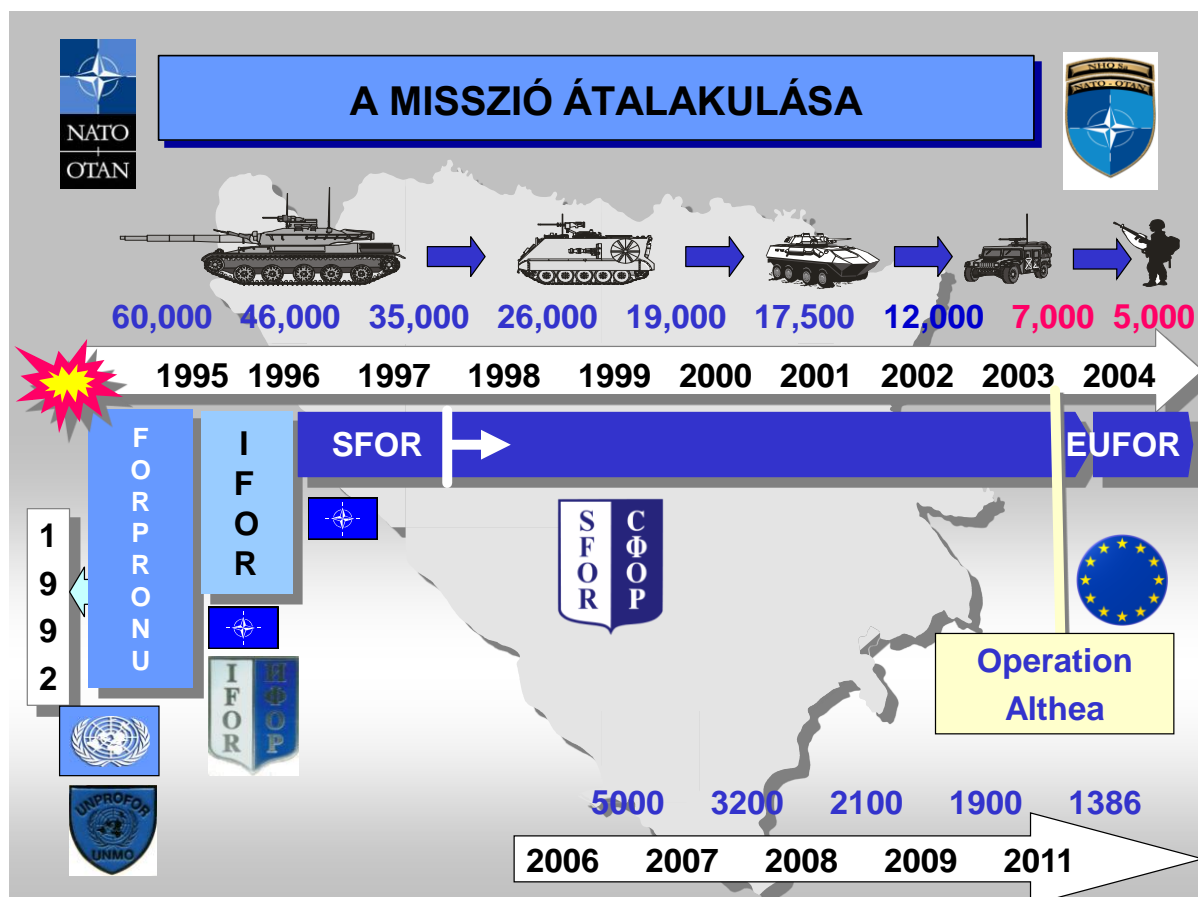 A MISSZIÓ ÁTALAKULÁSA
NATO
OTAN
NHQ Sa
NATO - OTAN
60,000 46,000 35,000 26,000 19,000 17,500 12,000 7,000 5,000
1995 1996 1997 1998 1999 2000 2001 2002 2003 2004
FORPRONU
IFOR
SFOR
EUFOR
1992
SFOR
СФОР
IFOR
ИФОР
UNPROFOR
UNMO
Operation
Althea
5000 3200 2100 1900 1386
2006 2007 2008 2009 2011